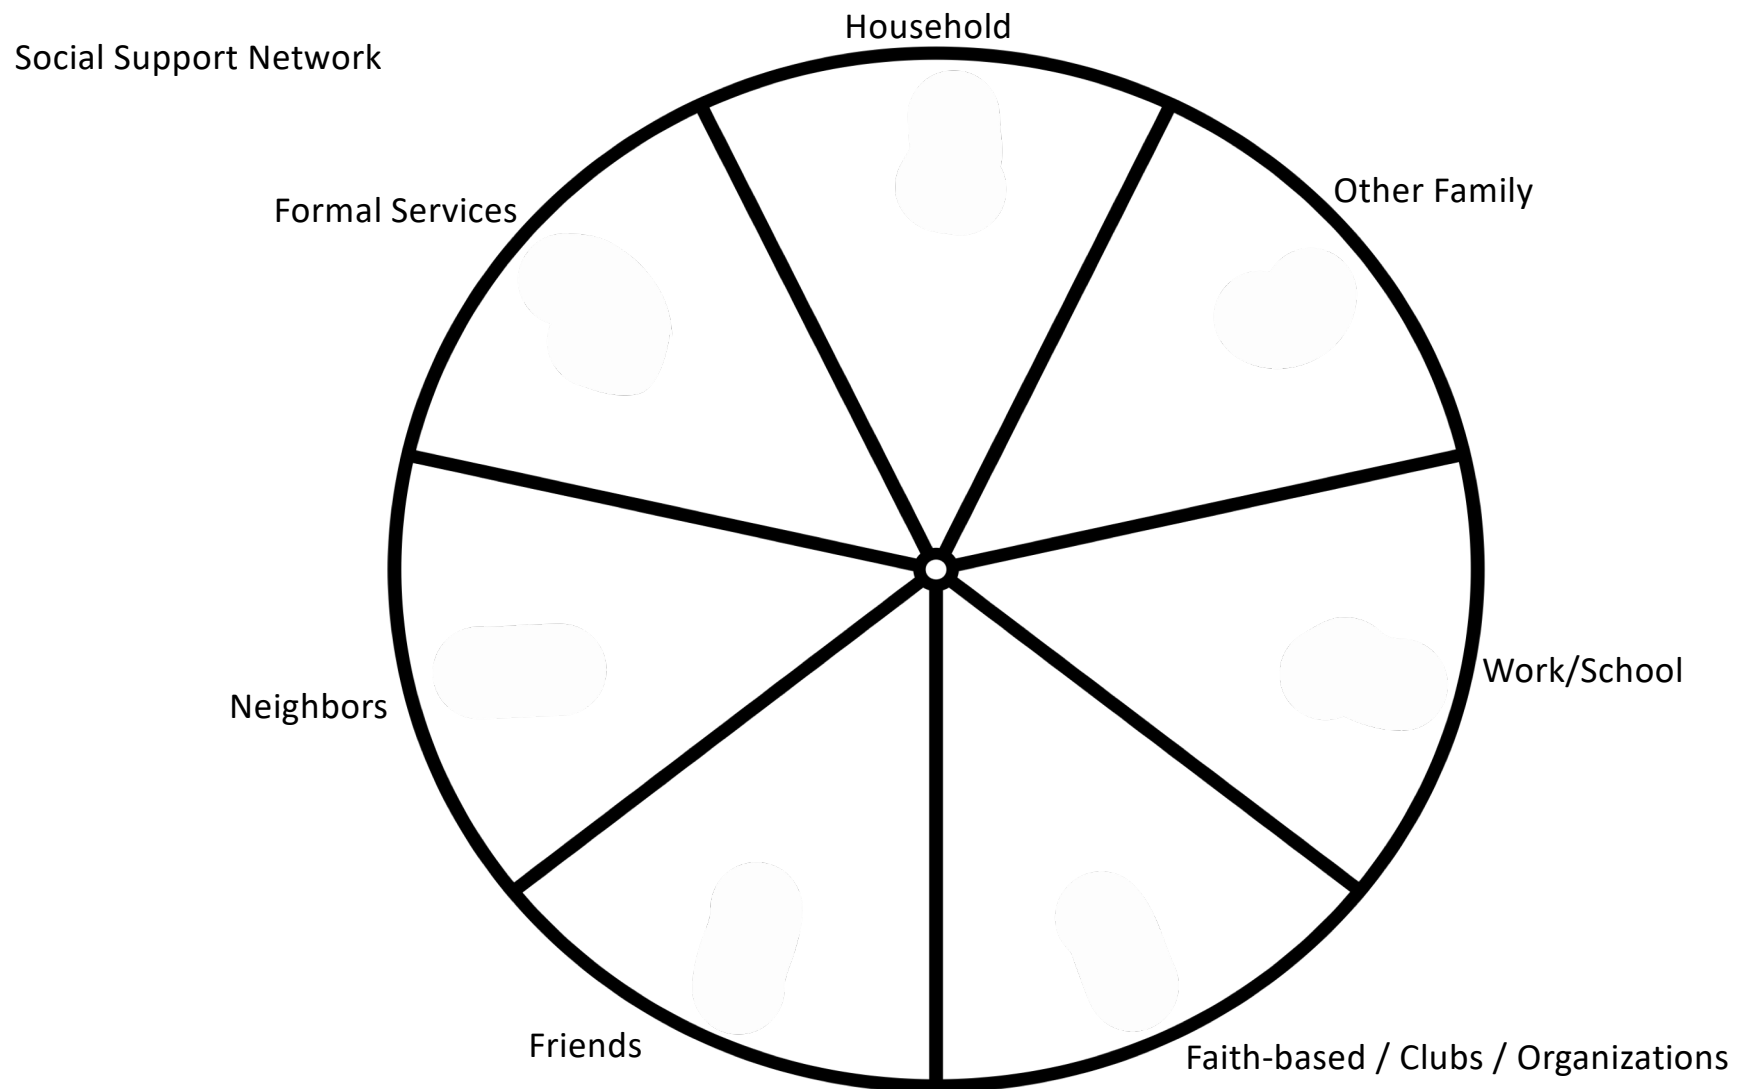 Social Support Network
Household
Other Family
Work/School
Faith-based / Clubs / Organizations
Friends
Neighbors
Formal Services